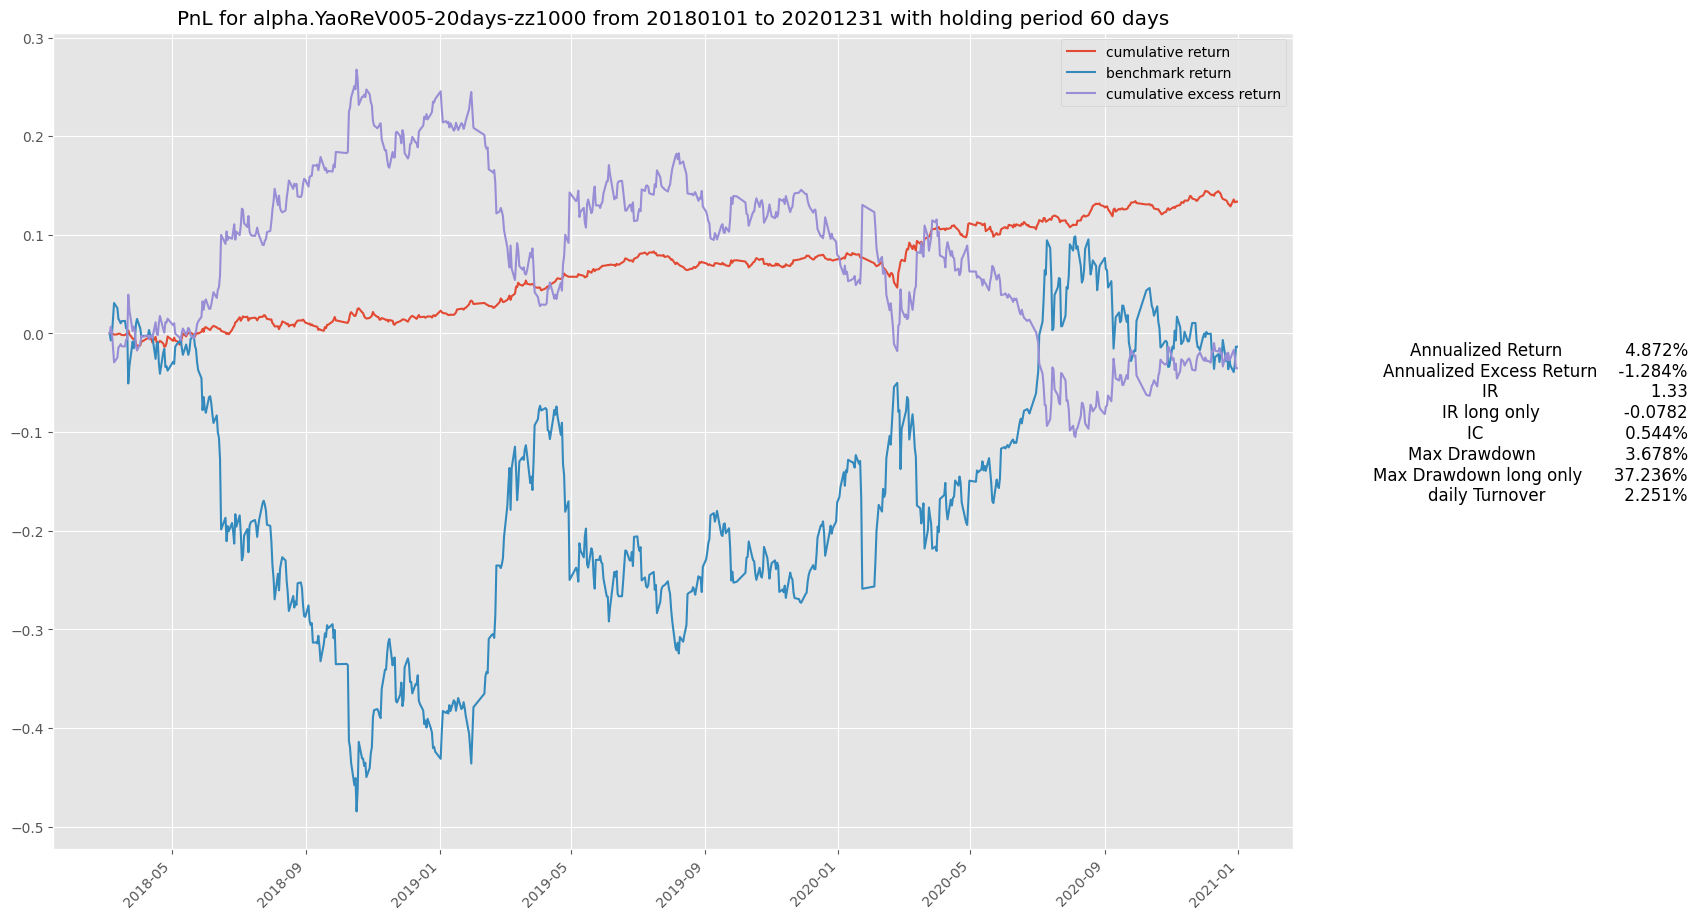 PnL for alpha.YaoReV005-20days-zz1000 from 20180101 to 20201231 with holding period 60 days
cumulative return
benchmark return
cumulative excess return
0.3
0.2
0.1
0.0
−0.1
−0.2
−0.3
−0.4
−0.5
2018-05
2018-09
2019-01
2019-05
2019-09
2020-01
2020-05
2020-09
2021-01
Annualized Return 4.872%
Annualized Excess Return -1.284%
IR 1.33
IR long only -0.0782
IC 0.544%
Max Drawdown 3.678%
Max Drawdown long only 37.236%
daily Turnover 2.251%